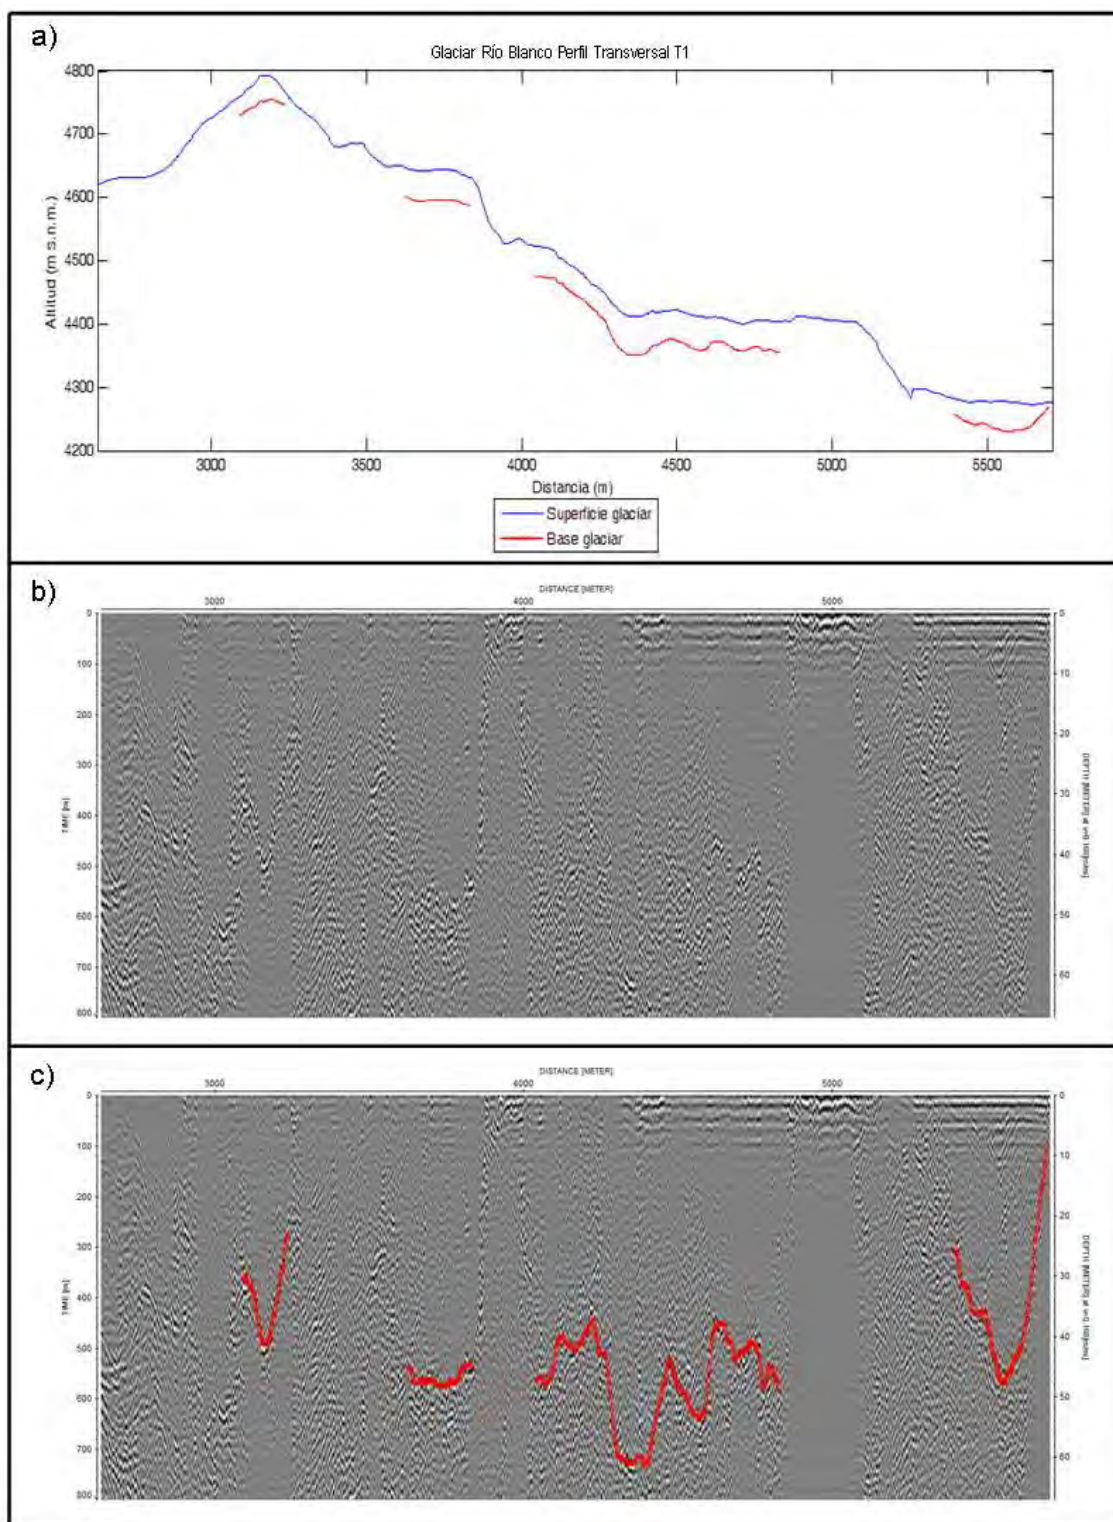 a)
Glaciar Río Blanco Perfil Transversal T1
4800
4700
4600
4500
4400
4300
4200
Altitud (m s.n.m.)
3000 3500 4000 4500 5000 5500
Distancia (m)
Superficie glaciar
Base glaciar
b)
DISTANCE [METER]
3000 4000 5000
0 0
100
10
200
20
300
30
400
40
500
50
600
60
700
800
TIME [ns]
c)
DISTANCE [METER]
3000 4000 5000
0 0
100
10
200
20
300
30
400
40
500
50
600
60
700
800
TIME [ns]